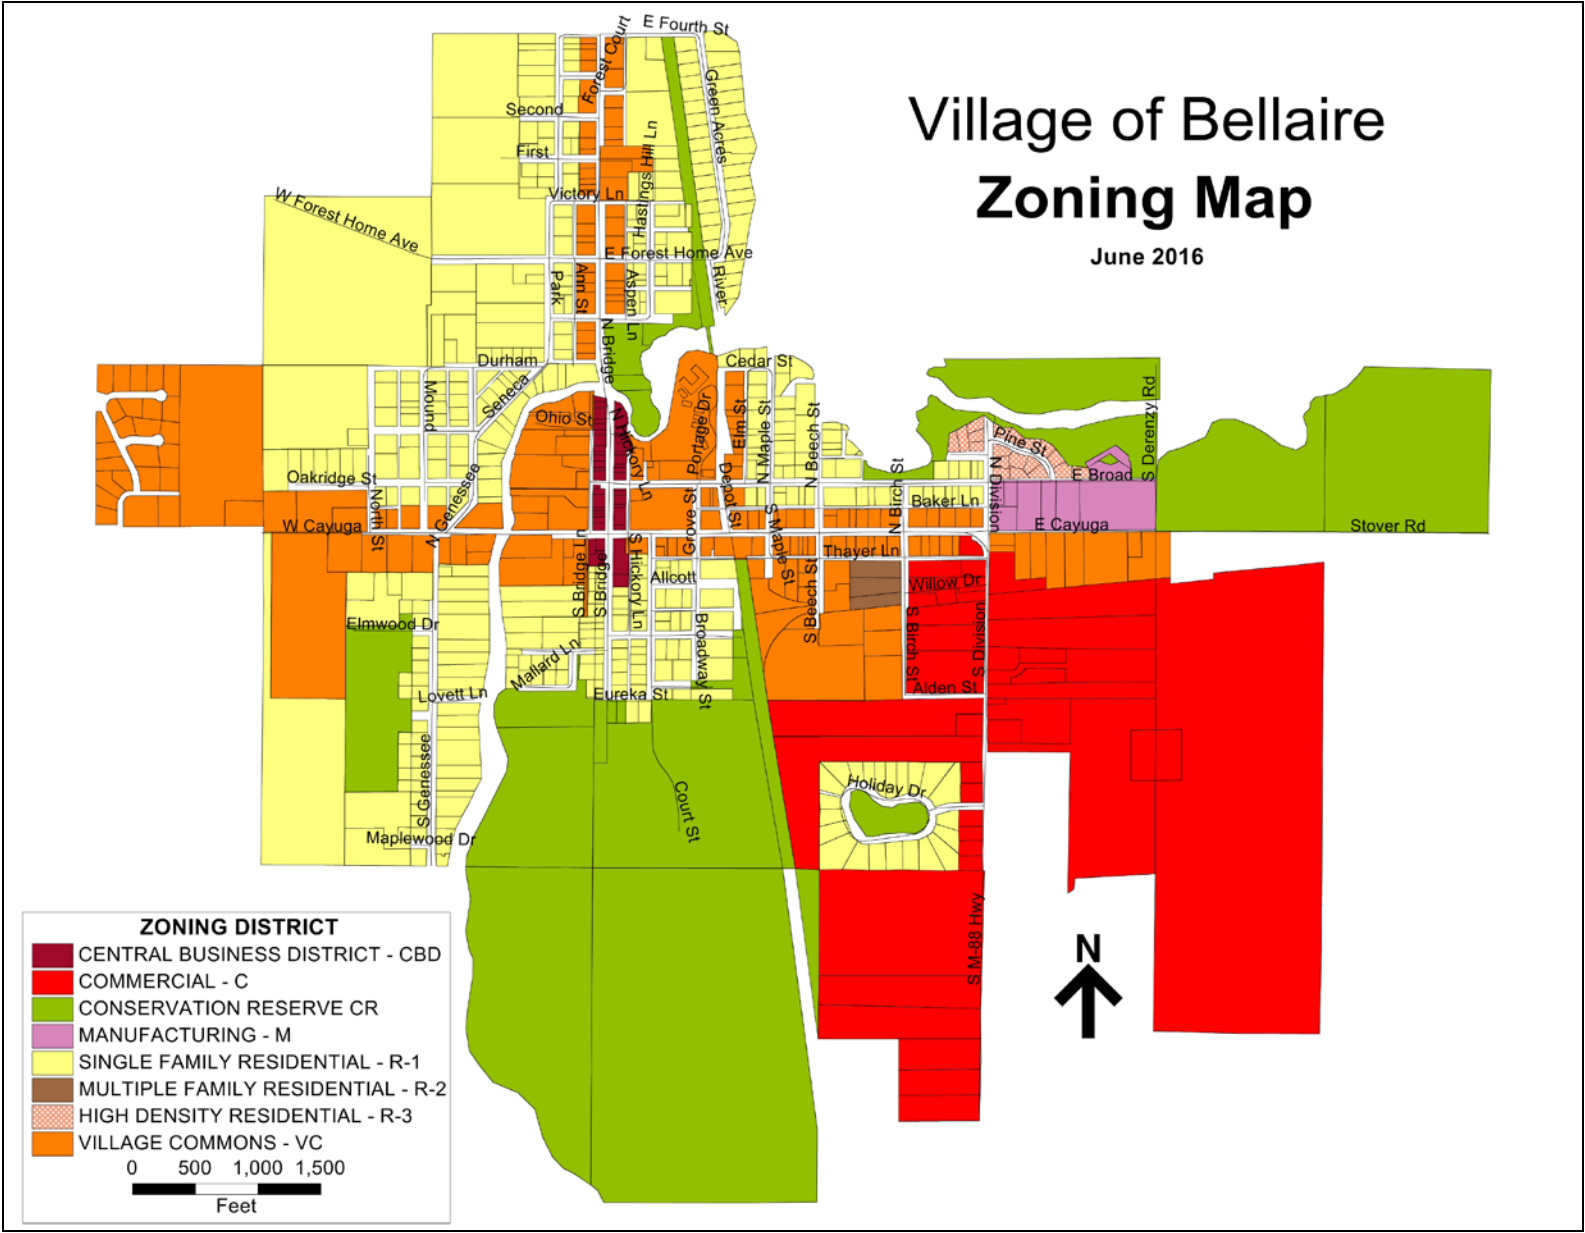 Village of Bellaire
Zoning Map
June 2016
E Fourth St
Forest Court
Green Acres
Second
First
Hastings Hill Ln
Victory Ln
W Forest Home Ave
E Forest Home Ave
Park
Ann St
Aspen Ln
River
N Bridge
Durham
Cedar St
Seneca
Mound
Ohio St
N Hickory Ln
Portage Dr
Elm St
N Maple St
N Beech St
S Derenzy Rd
Pine St
Oakridge St
N Genessee
Depot St
N Birch St
N Division
E Broad
Baker Ln
North St
Grove St
W Cayuga
E Cayuga
Stover Rd
S Maple St
Thayer Ln
S Bridge Ln
S Bridge
S Hickory Ln
Allcott
S Beech St
Willow Dr
Elmwood Dr
Broadway St
S Birch St
S Division
Mallard Ln
Lovett Ln
Eureka St
Alden St
S Genessee
Court St
Holiday Dr
Maplewood Dr
S M-88 Hwy
N
ZONING DISTRICT
CENTRAL BUSINESS DISTRICT - CBD
COMMERCIAL - C
CONSERVATION RESERVE CR
MANUFACTURING - M
SINGLE FAMILY RESIDENTIAL - R-1
MULTIPLE FAMILY RESIDENTIAL - R-2
HIGH DENSITY RESIDENTIAL - R-3
VILLAGE COMMONS - VC
0 500 1,000 1,500
Feet